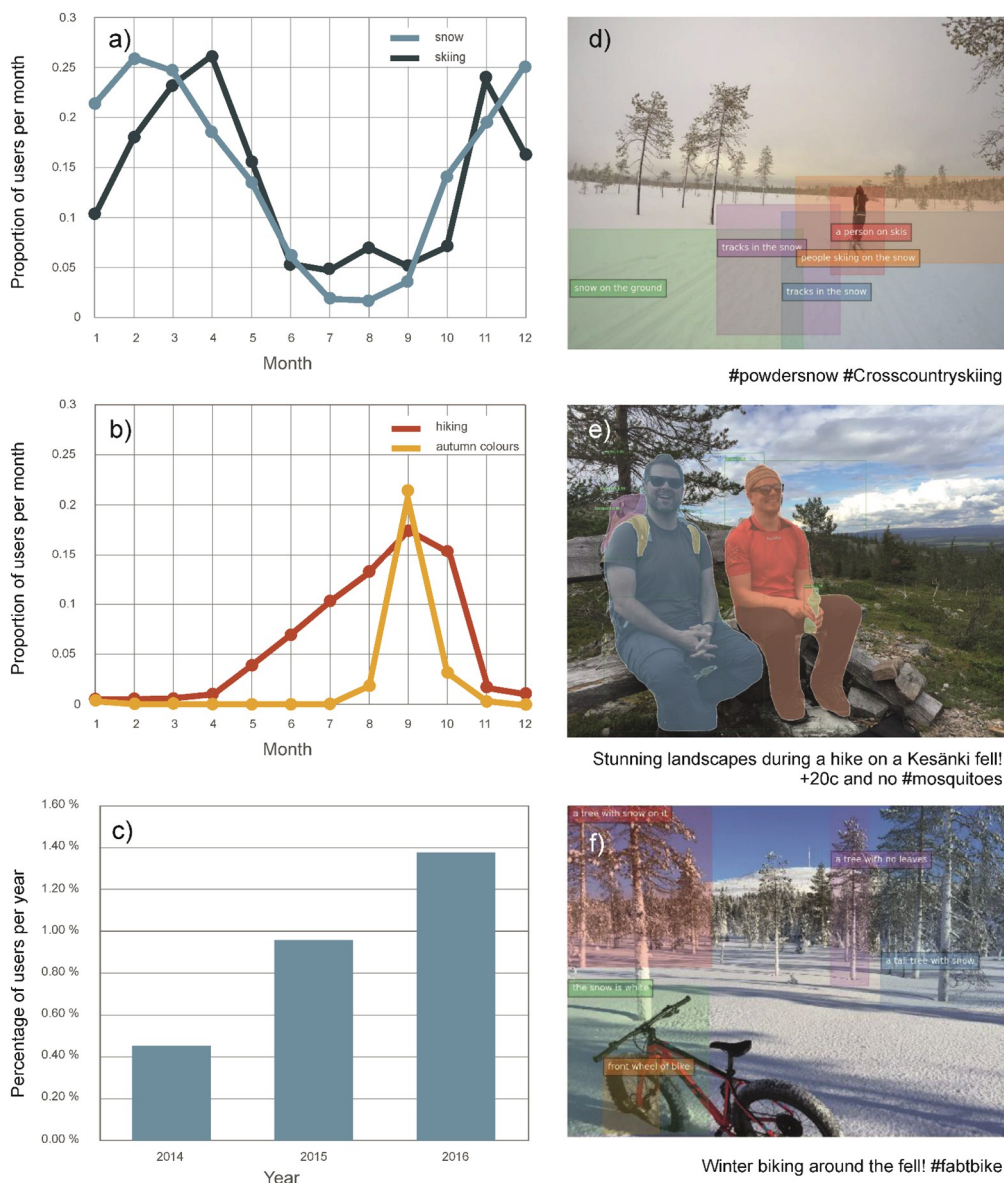 a)
snow
skiing
Proportion of users per month
0.3
0.25
0.2
0.15
0.1
0.05
0
1 2 3 4 5 6 7 8 9 10 11 12
Month
b)
hiking
autumn colours
Proportion of users per month
0.3
0.25
0.2
0.15
0.1
0.05
0
1 2 3 4 5 6 7 8 9 10 11 12
Month
c)
Percentage of users per year
1.60 %
1.40 %
1.20 %
1.00 %
0.80 %
0.60 %
0.40 %
0.20 %
0.00 %
2014 2015 2016
Year
d)
a person on skis
tracks in the snow
people skiing on the snow
snow on the ground
tracks in the snow
#powdersnow #Crosscountryskiing
e)
Stunning landscapes during a hike on a Kesänki fell!
+20c and no #mosquitoes
f)
a tree with snow on it
a tree with no leaves
a tall tree with snow
the snow is white
front wheel of bike
Winter biking around the fell! #fabtbike